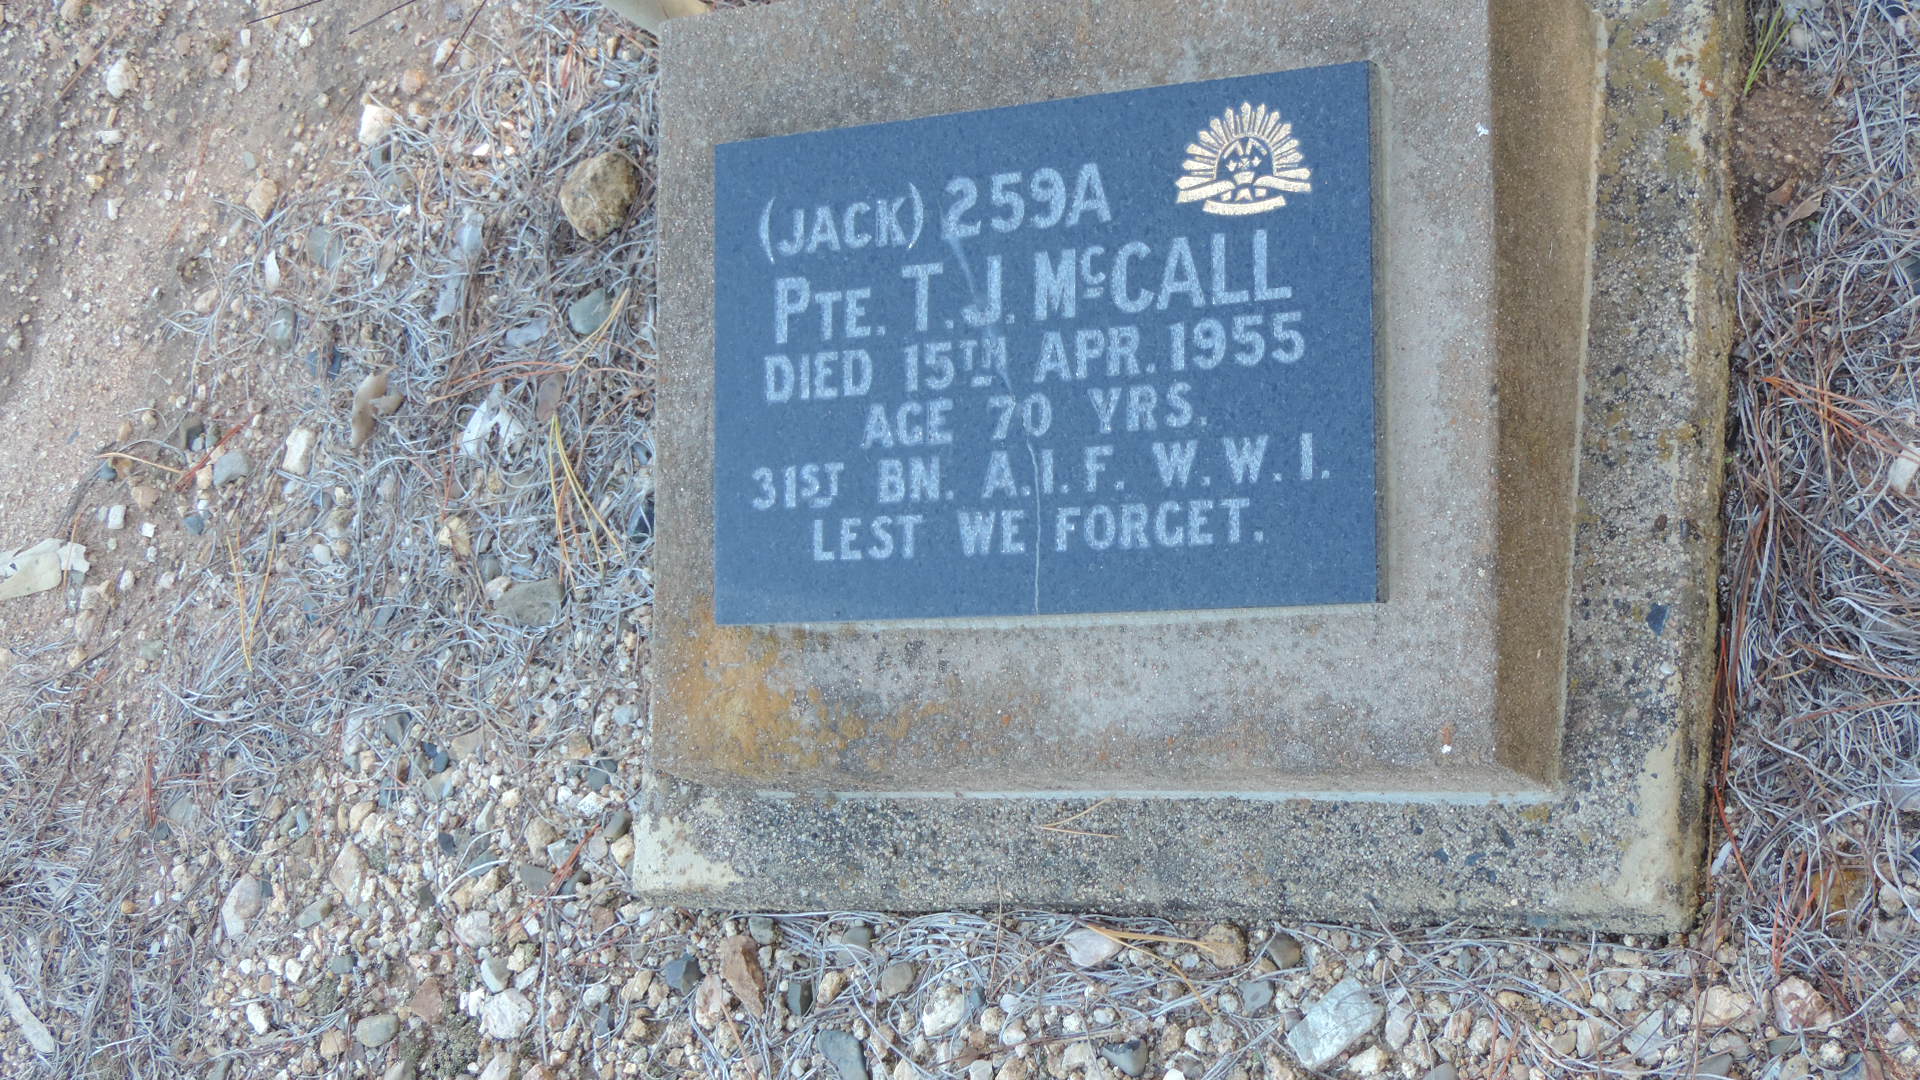 (JACK) 259A
PTE. T.J. McCALL
DIED 15TH APR. 1955
AGE 70 YRS.
31ST BN. A.I.F. W.W.I.
LEST WE FORGET.